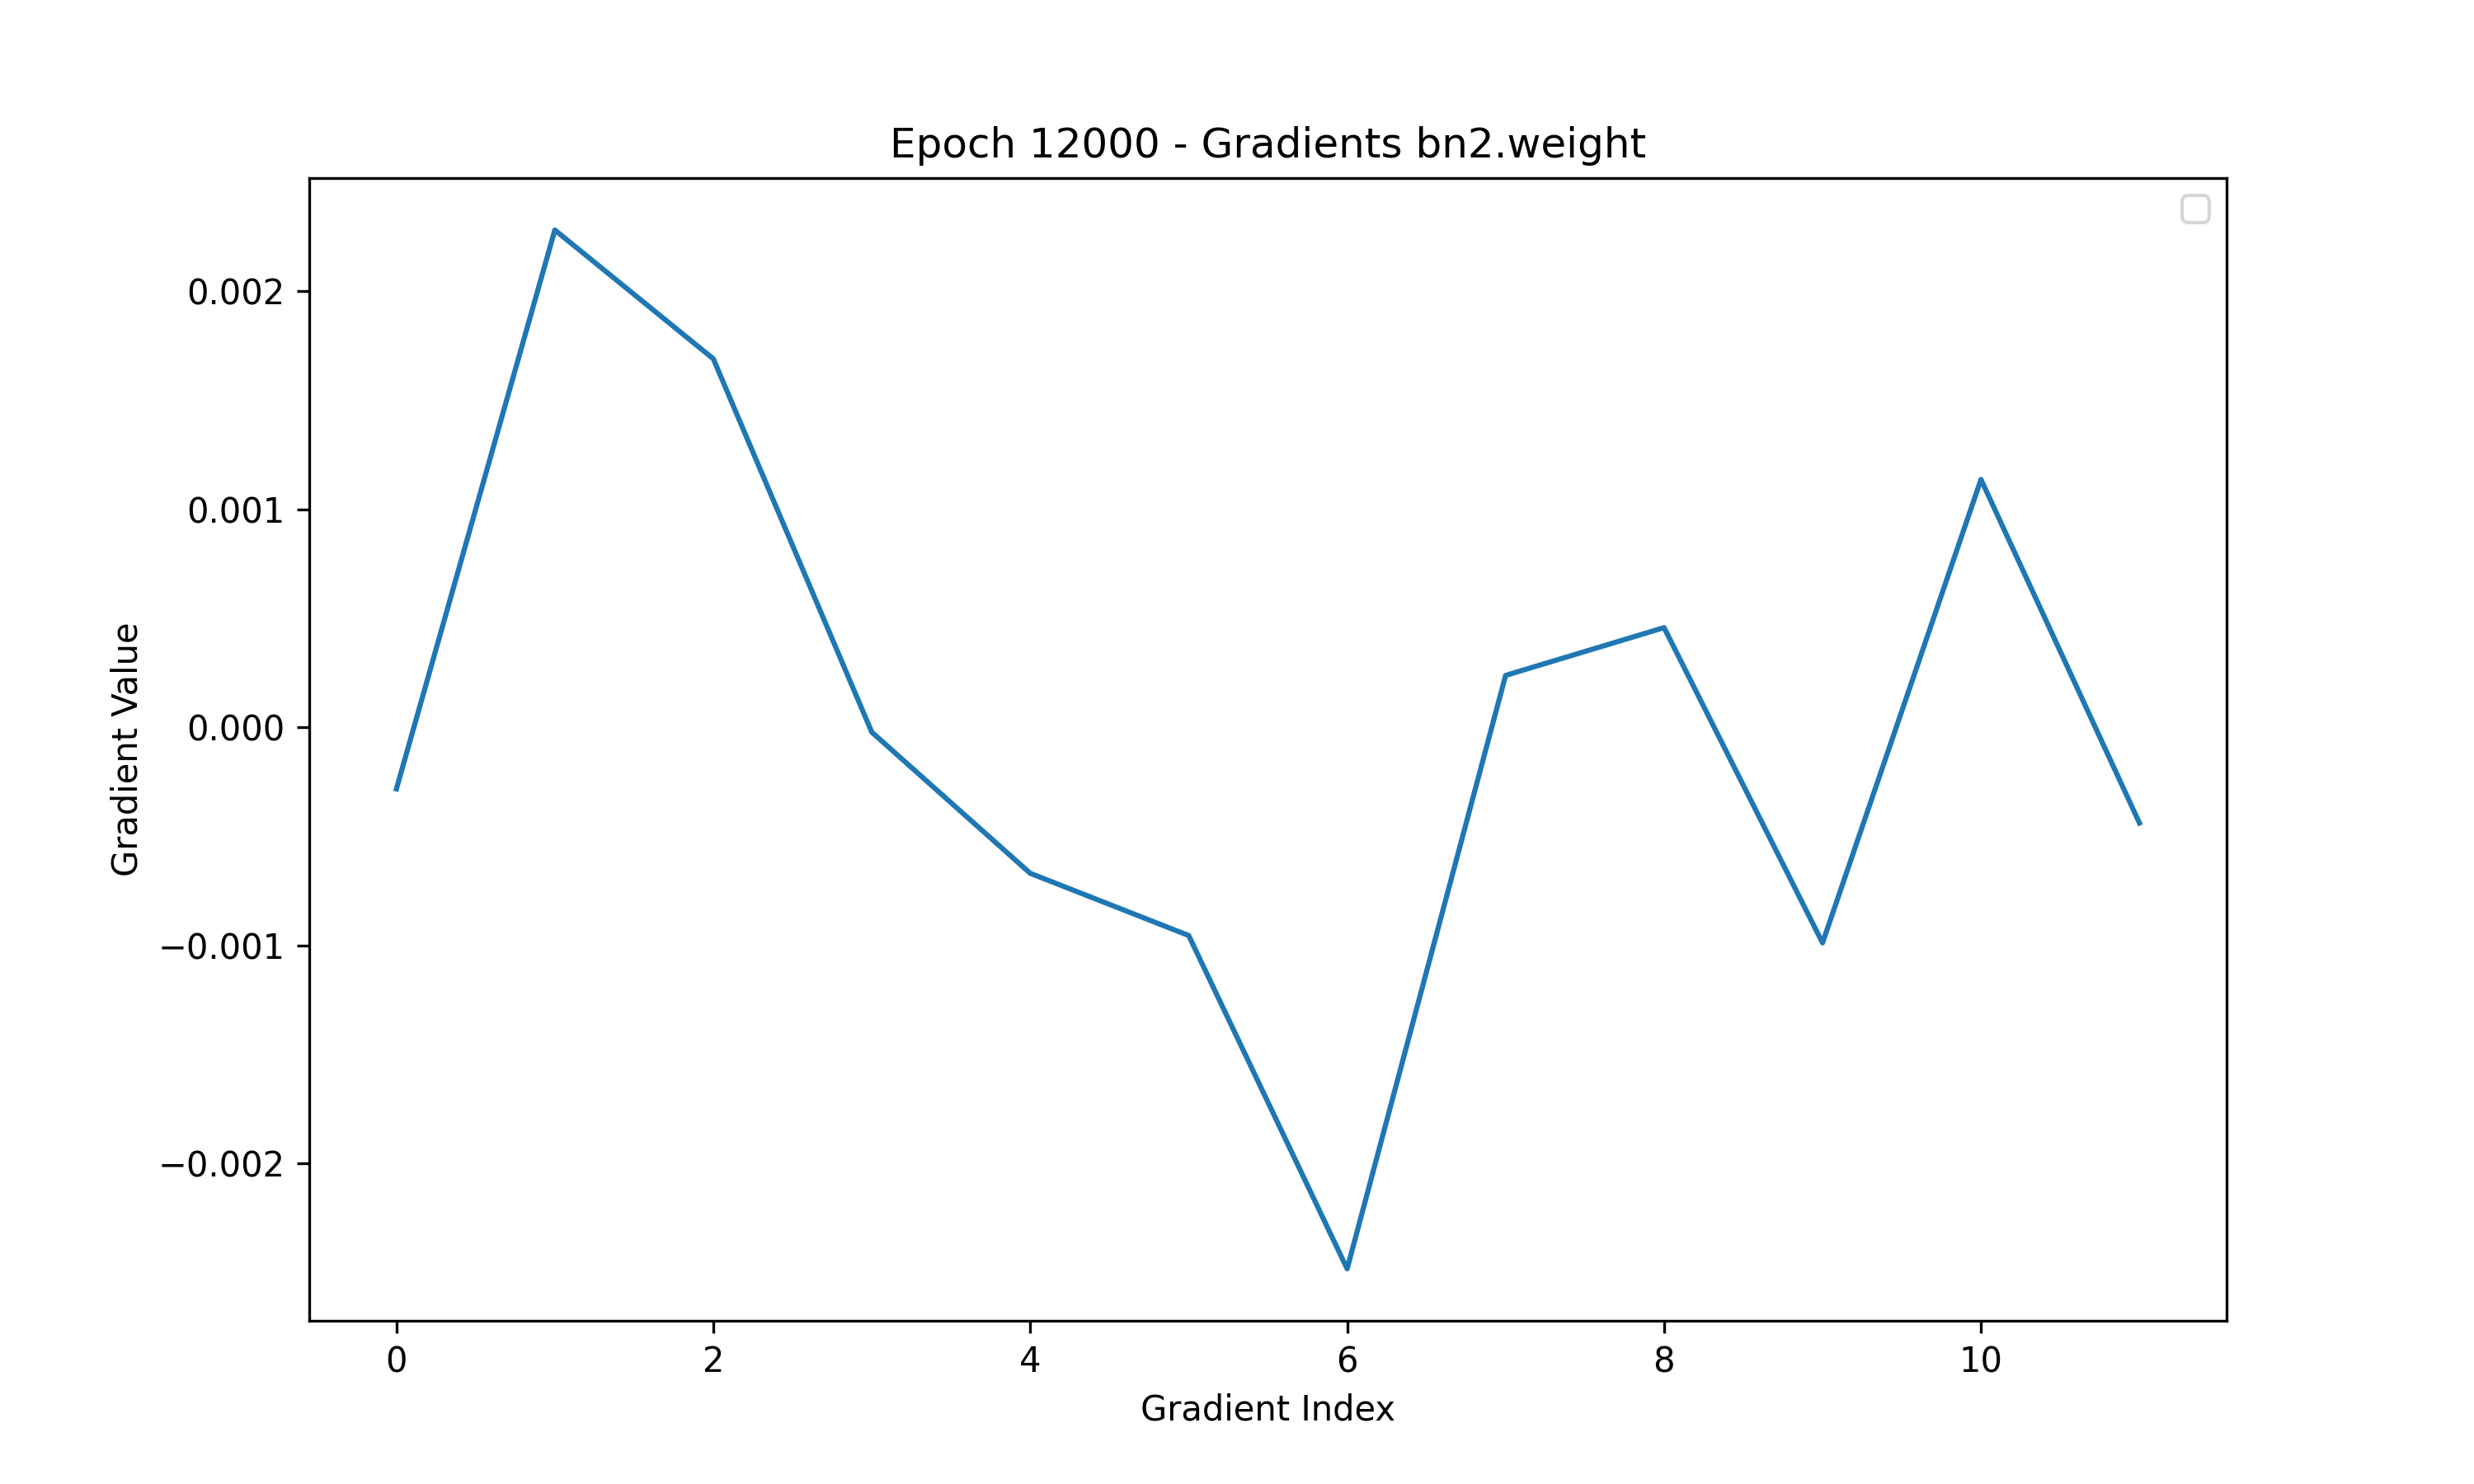 Epoch 12000 - Gradients bn2.weight
0.002
0.001
0.000
−0.001
−0.002
Gradient Value
0 2 4 6 8 10
Gradient Index